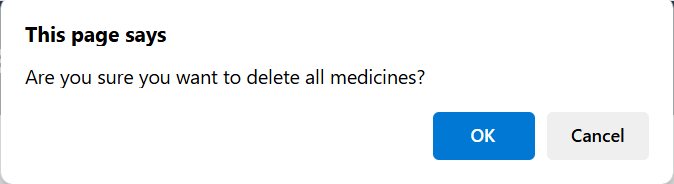 This page says
Are you sure you want to delete all medicines?
OK
Cancel